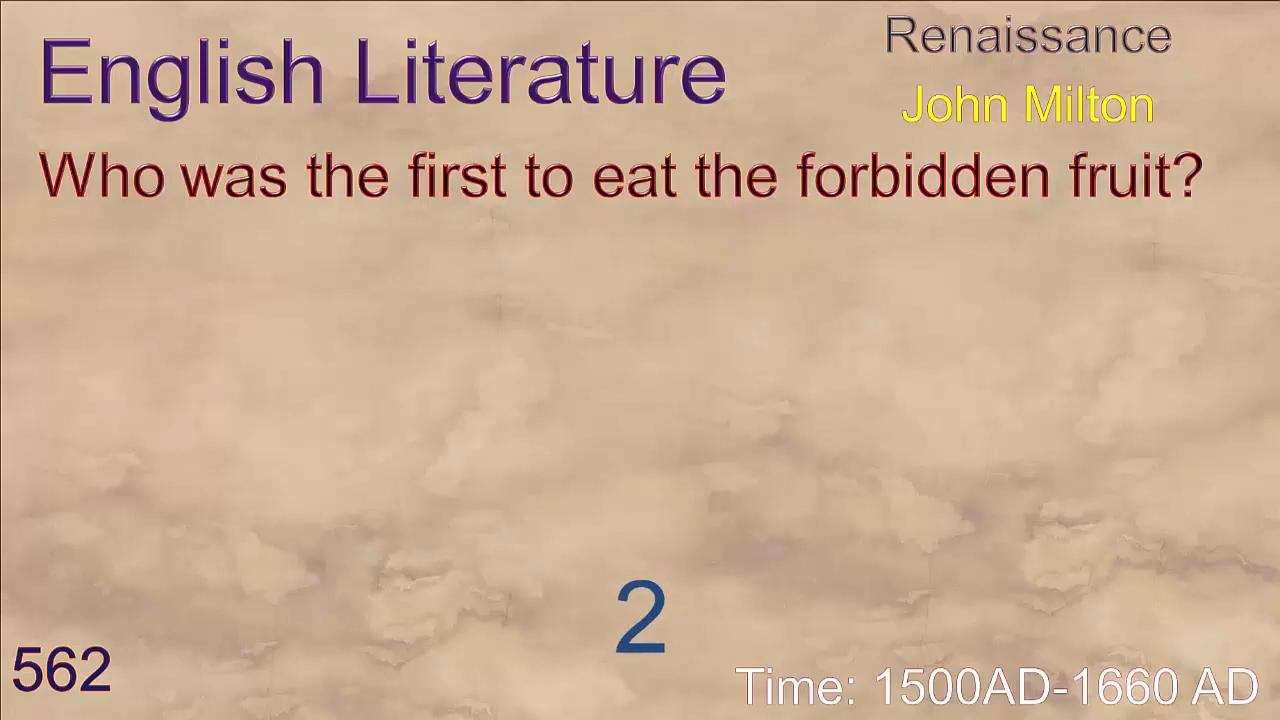 English Literature
Renaissance
John Milton
Who was the first to eat the forbidden fruit?
2
562
Time: 1500AD-1660 AD